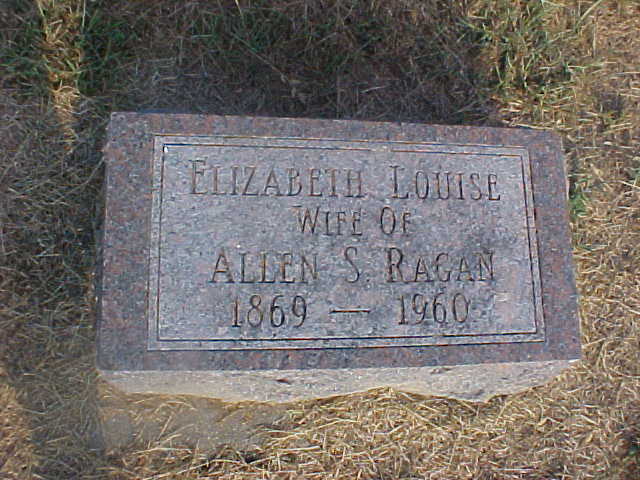 Elizabeth Louise
Wife Of
Allen S. Ragan
1869 — 1960